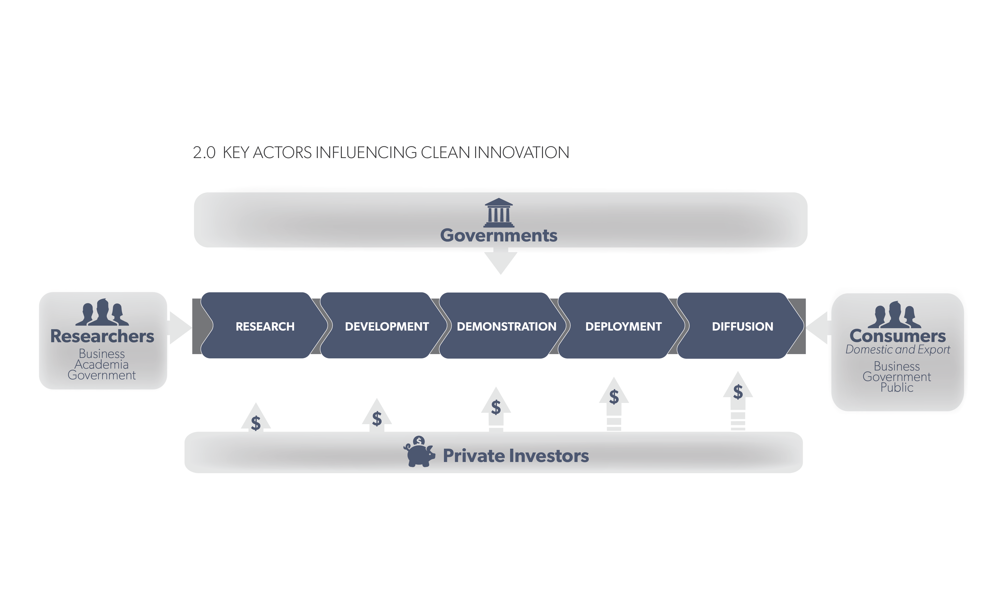 2.0 KEY ACTORS INFLUENCING CLEAN INNOVATION
Governments
Researchers
Business
Academia
Government
RESEARCH
DEVELOPMENT
DEMONSTRATION
DEPLOYMENT
DIFFUSION
Consumers
Domestic and Export
Business
Government
Public
$
$
$
$
$
$
Private Investors